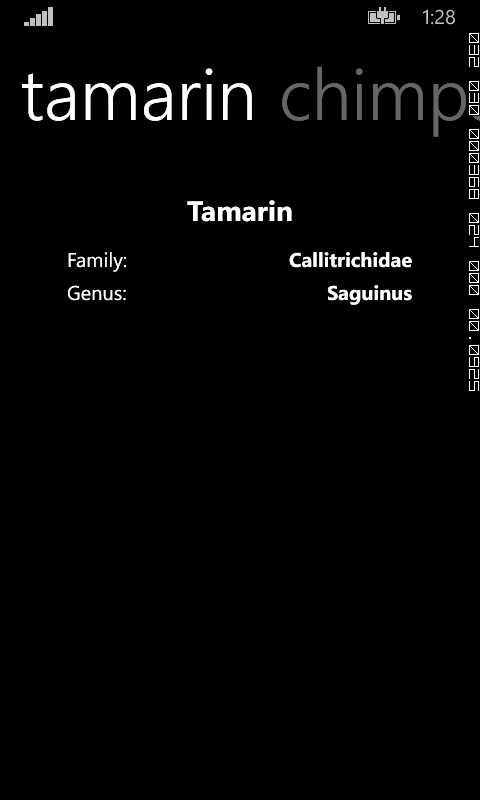 1:28
tamarin chimp
Tamarin
Family: Callitrichidae
Genus: Saguinus